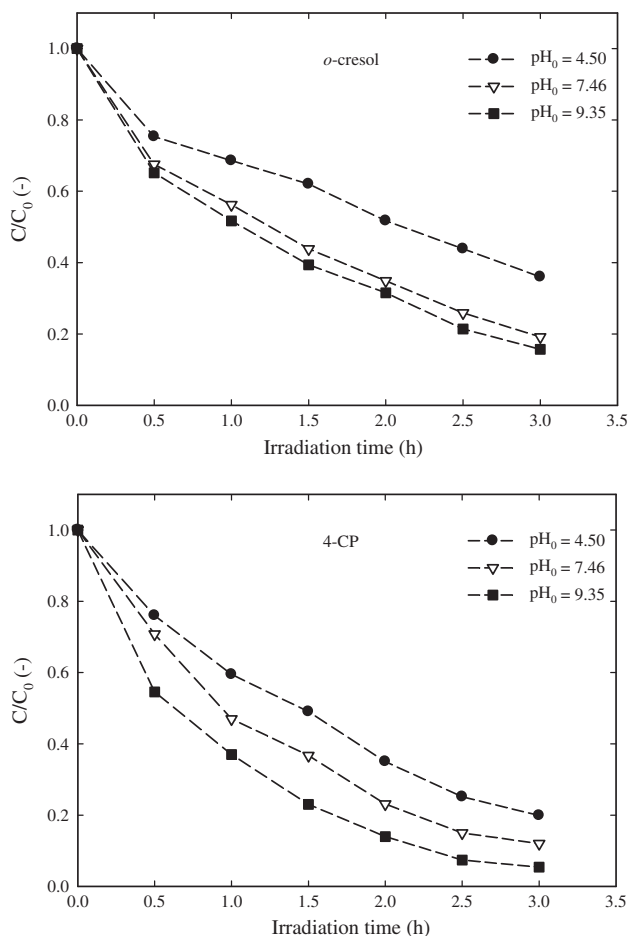 o-cresol
pH0 = 4.50
pH0 = 7.46
pH0 = 9.35
C/C0 (-)
1.0
0.8
0.6
0.4
0.2
0.0
0.0 0.5 1.0 1.5 2.0 2.5 3.0 3.5
Irradiation time (h)
4-CP
pH0 = 4.50
pH0 = 7.46
pH0 = 9.35
C/C0 (-)
1.0
0.8
0.6
0.4
0.2
0.0
0.0 0.5 1.0 1.5 2.0 2.5 3.0 3.5
Irradiation time (h)